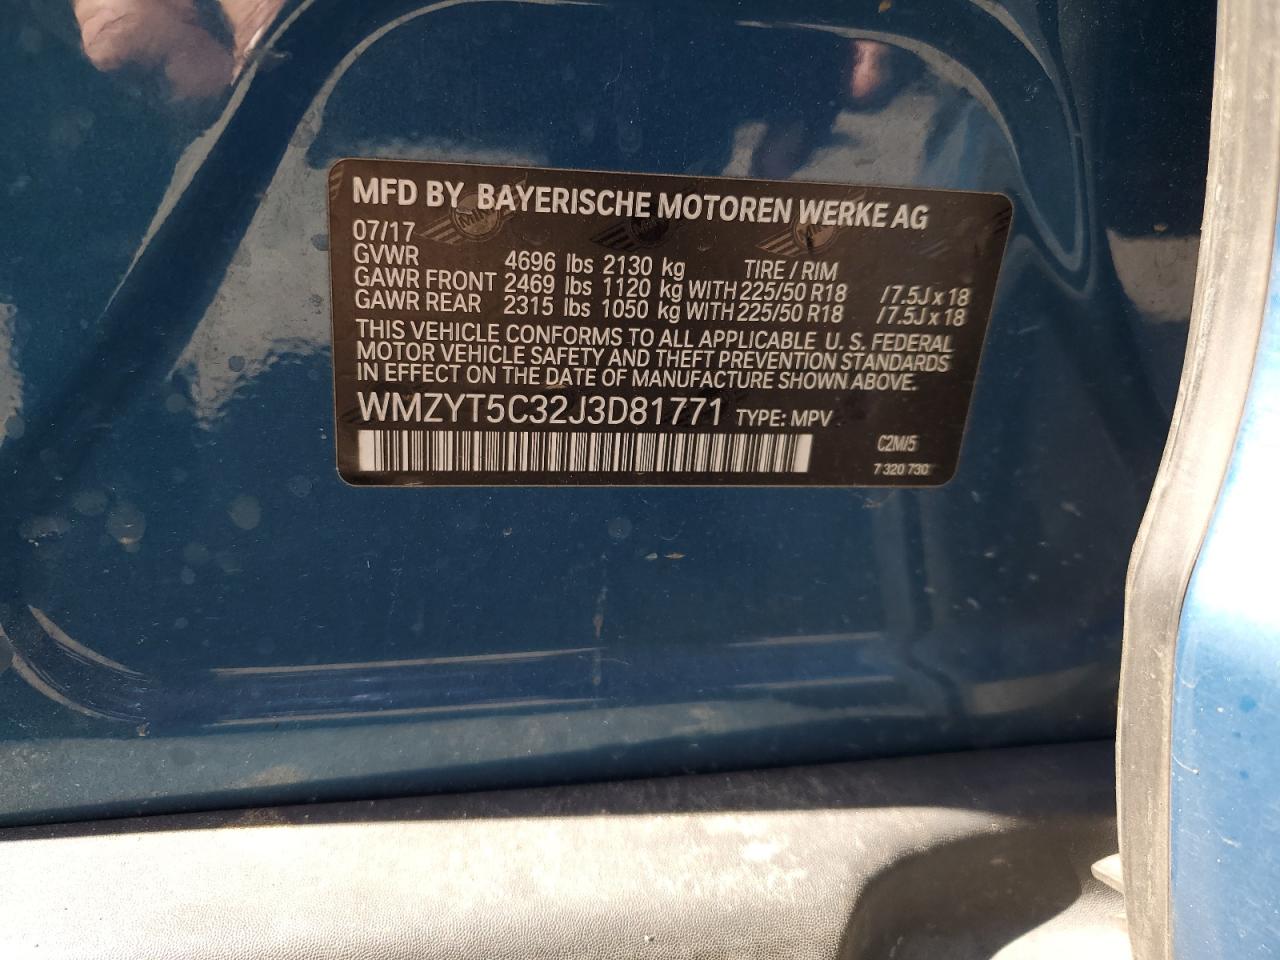 MFD BY BAYERISCHE MOTOREN WERKE AG
07/17
GVWR 4696 lbs 2130 kg TIRE / RIM
GAWR FRONT 2469 lbs 1120 kg WITH 225/50 R18 /7.5J x 18
GAWR REAR 2315 lbs 1050 kg WITH 225/50 R18 /7.5J x 18
THIS VEHICLE CONFORMS TO ALL APPLICABLE U. S. FEDERAL
MOTOR VEHICLE SAFETY AND THEFT PREVENTION STANDARDS
IN EFFECT ON THE DATE OF MANUFACTURE SHOWN ABOVE.
WMZYT5C32J3D81771 TYPE: MPV
C2M/5
7 320 730